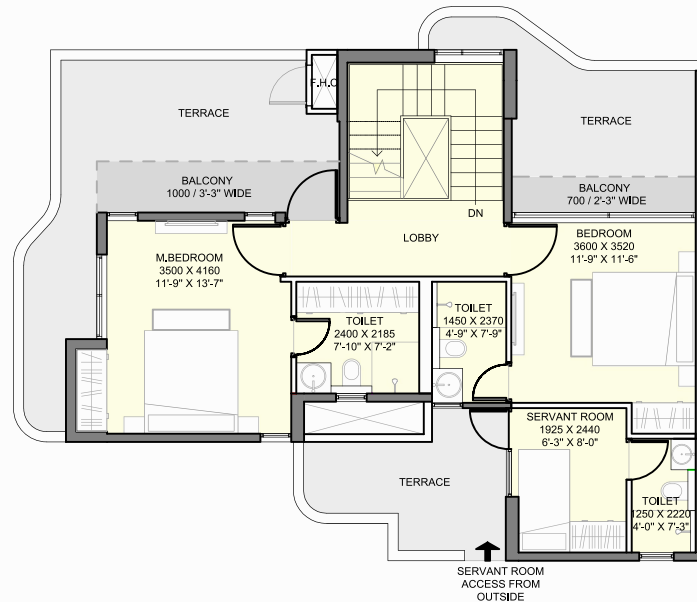 F.H.C
TERRACE
TERRACE
BALCONY
1000 / 3'-3" WIDE
BALCONY
700 / 2'-3" WIDE
DN
LOBBY
M.BEDROOM
3500 X 4160
11'-9" X 13'-7"
BEDROOM
3600 X 3520
11'-9" X 11'-6"
TOILET
2400 X 2185
7'-10" X 7'-2"
TOILET
1450 X 2370
4'-9" X 7'-9"
SERVANT ROOM
1925 X 2440
6'-3" X 8'-0"
TERRACE
TOILET
1250 X 2220
4'-0" X 7'-3"
SERVANT ROOM
ACCESS FROM
OUTSIDE